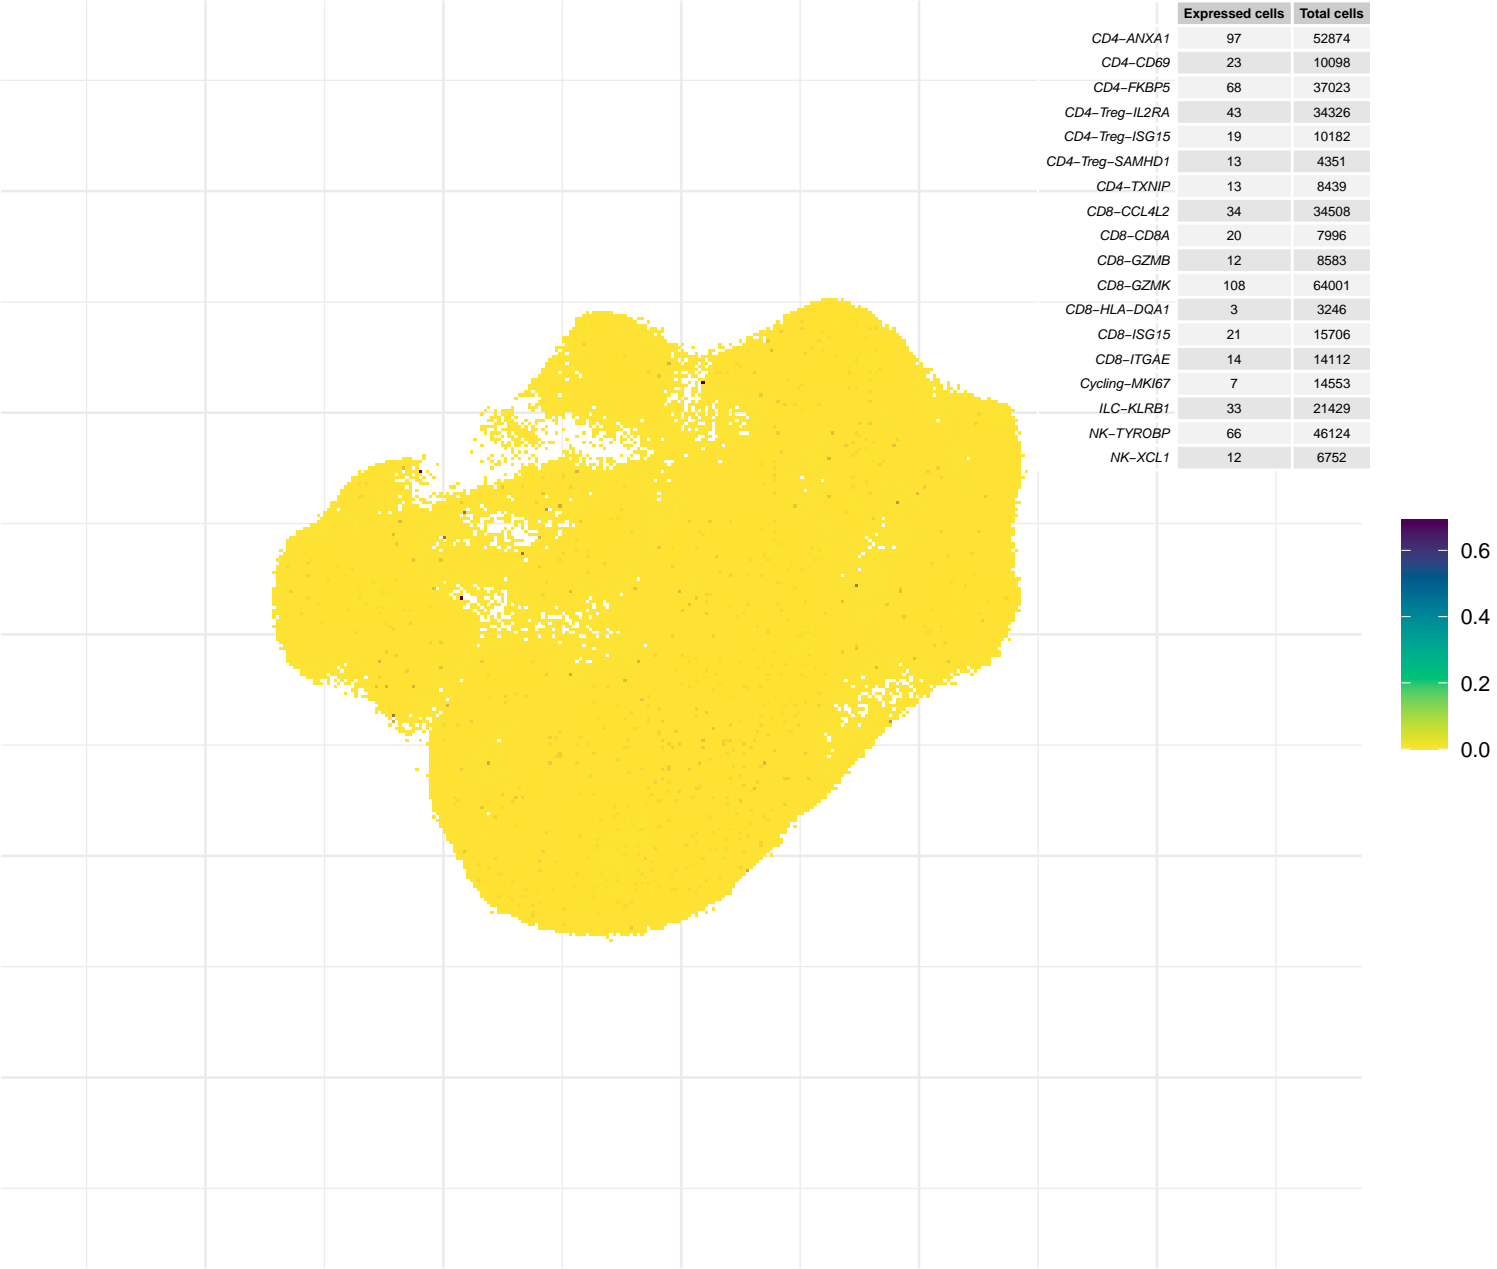 Expressed cells Total cells
CD4−ANXA1 97 52874
CD4−CD69 23 10098
CD4−FKBP5 68 37023
CD4−Treg−IL2RA 43 34326
CD4−Treg−ISG15 19 10182
CD4−Treg−SAMHD1 13 4351
CD4−TXNIP 13 8439
CD8−CCL4L2 34 34508
CD8−CD8A 20 7996
CD8−GZMB 12 8583
CD8−GZMK 108 64001
CD8−HLA−DQA1 3 3246
CD8−ISG15 21 15706
CD8−ITGAE 14 14112
Cycling−MKI67 7 14553
ILC−KLRB1 33 21429
NK−TYROBP 66 46124
NK−XCL1 12 6752
0.6
0.4
0.2
0.0